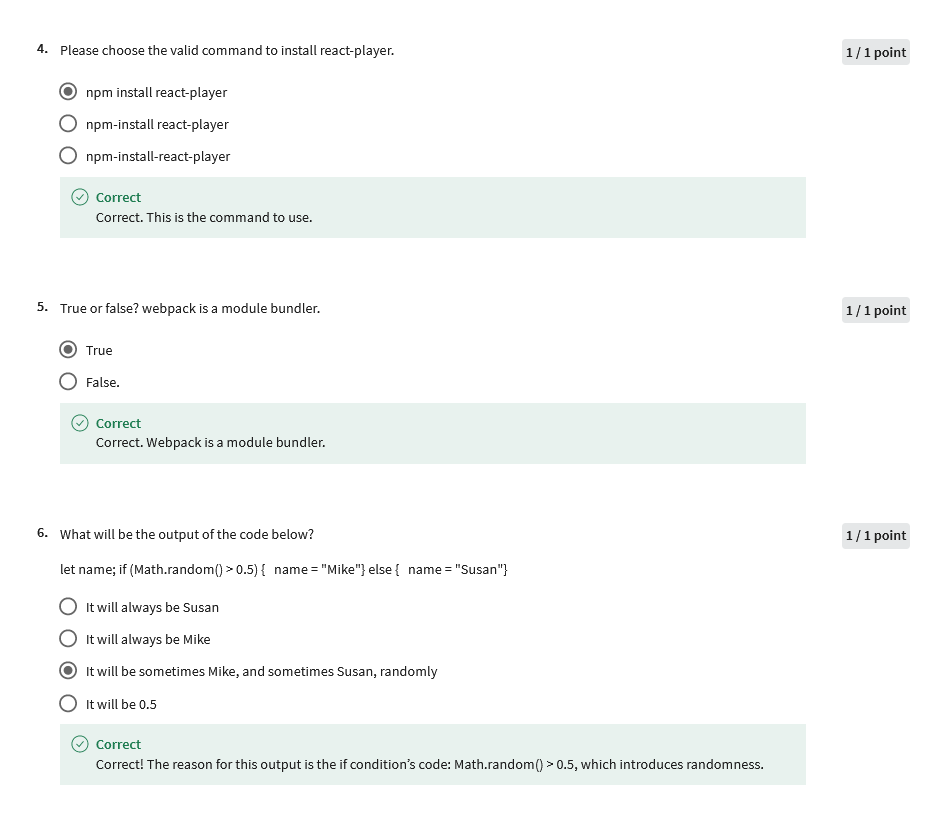 4. Please choose the valid command to install react-player.
1 / 1 point
npm install react-player
npm-install react-player
npm-install-react-player
Correct
Correct. This is the command to use.
5. True or false? webpack is a module bundler.
1 / 1 point
True
False.
Correct
Correct. Webpack is a module bundler.
6. What will be the output of the code below?
1 / 1 point
let name; if (Math.random() > 0.5) {  name = "Mike"} else {  name = "Susan"}
It will always be Susan
It will always be Mike
It will be sometimes Mike, and sometimes Susan, randomly
It will be 0.5
Correct
Correct! The reason for this output is the if condition’s code: Math.random() > 0.5, which introduces randomness.